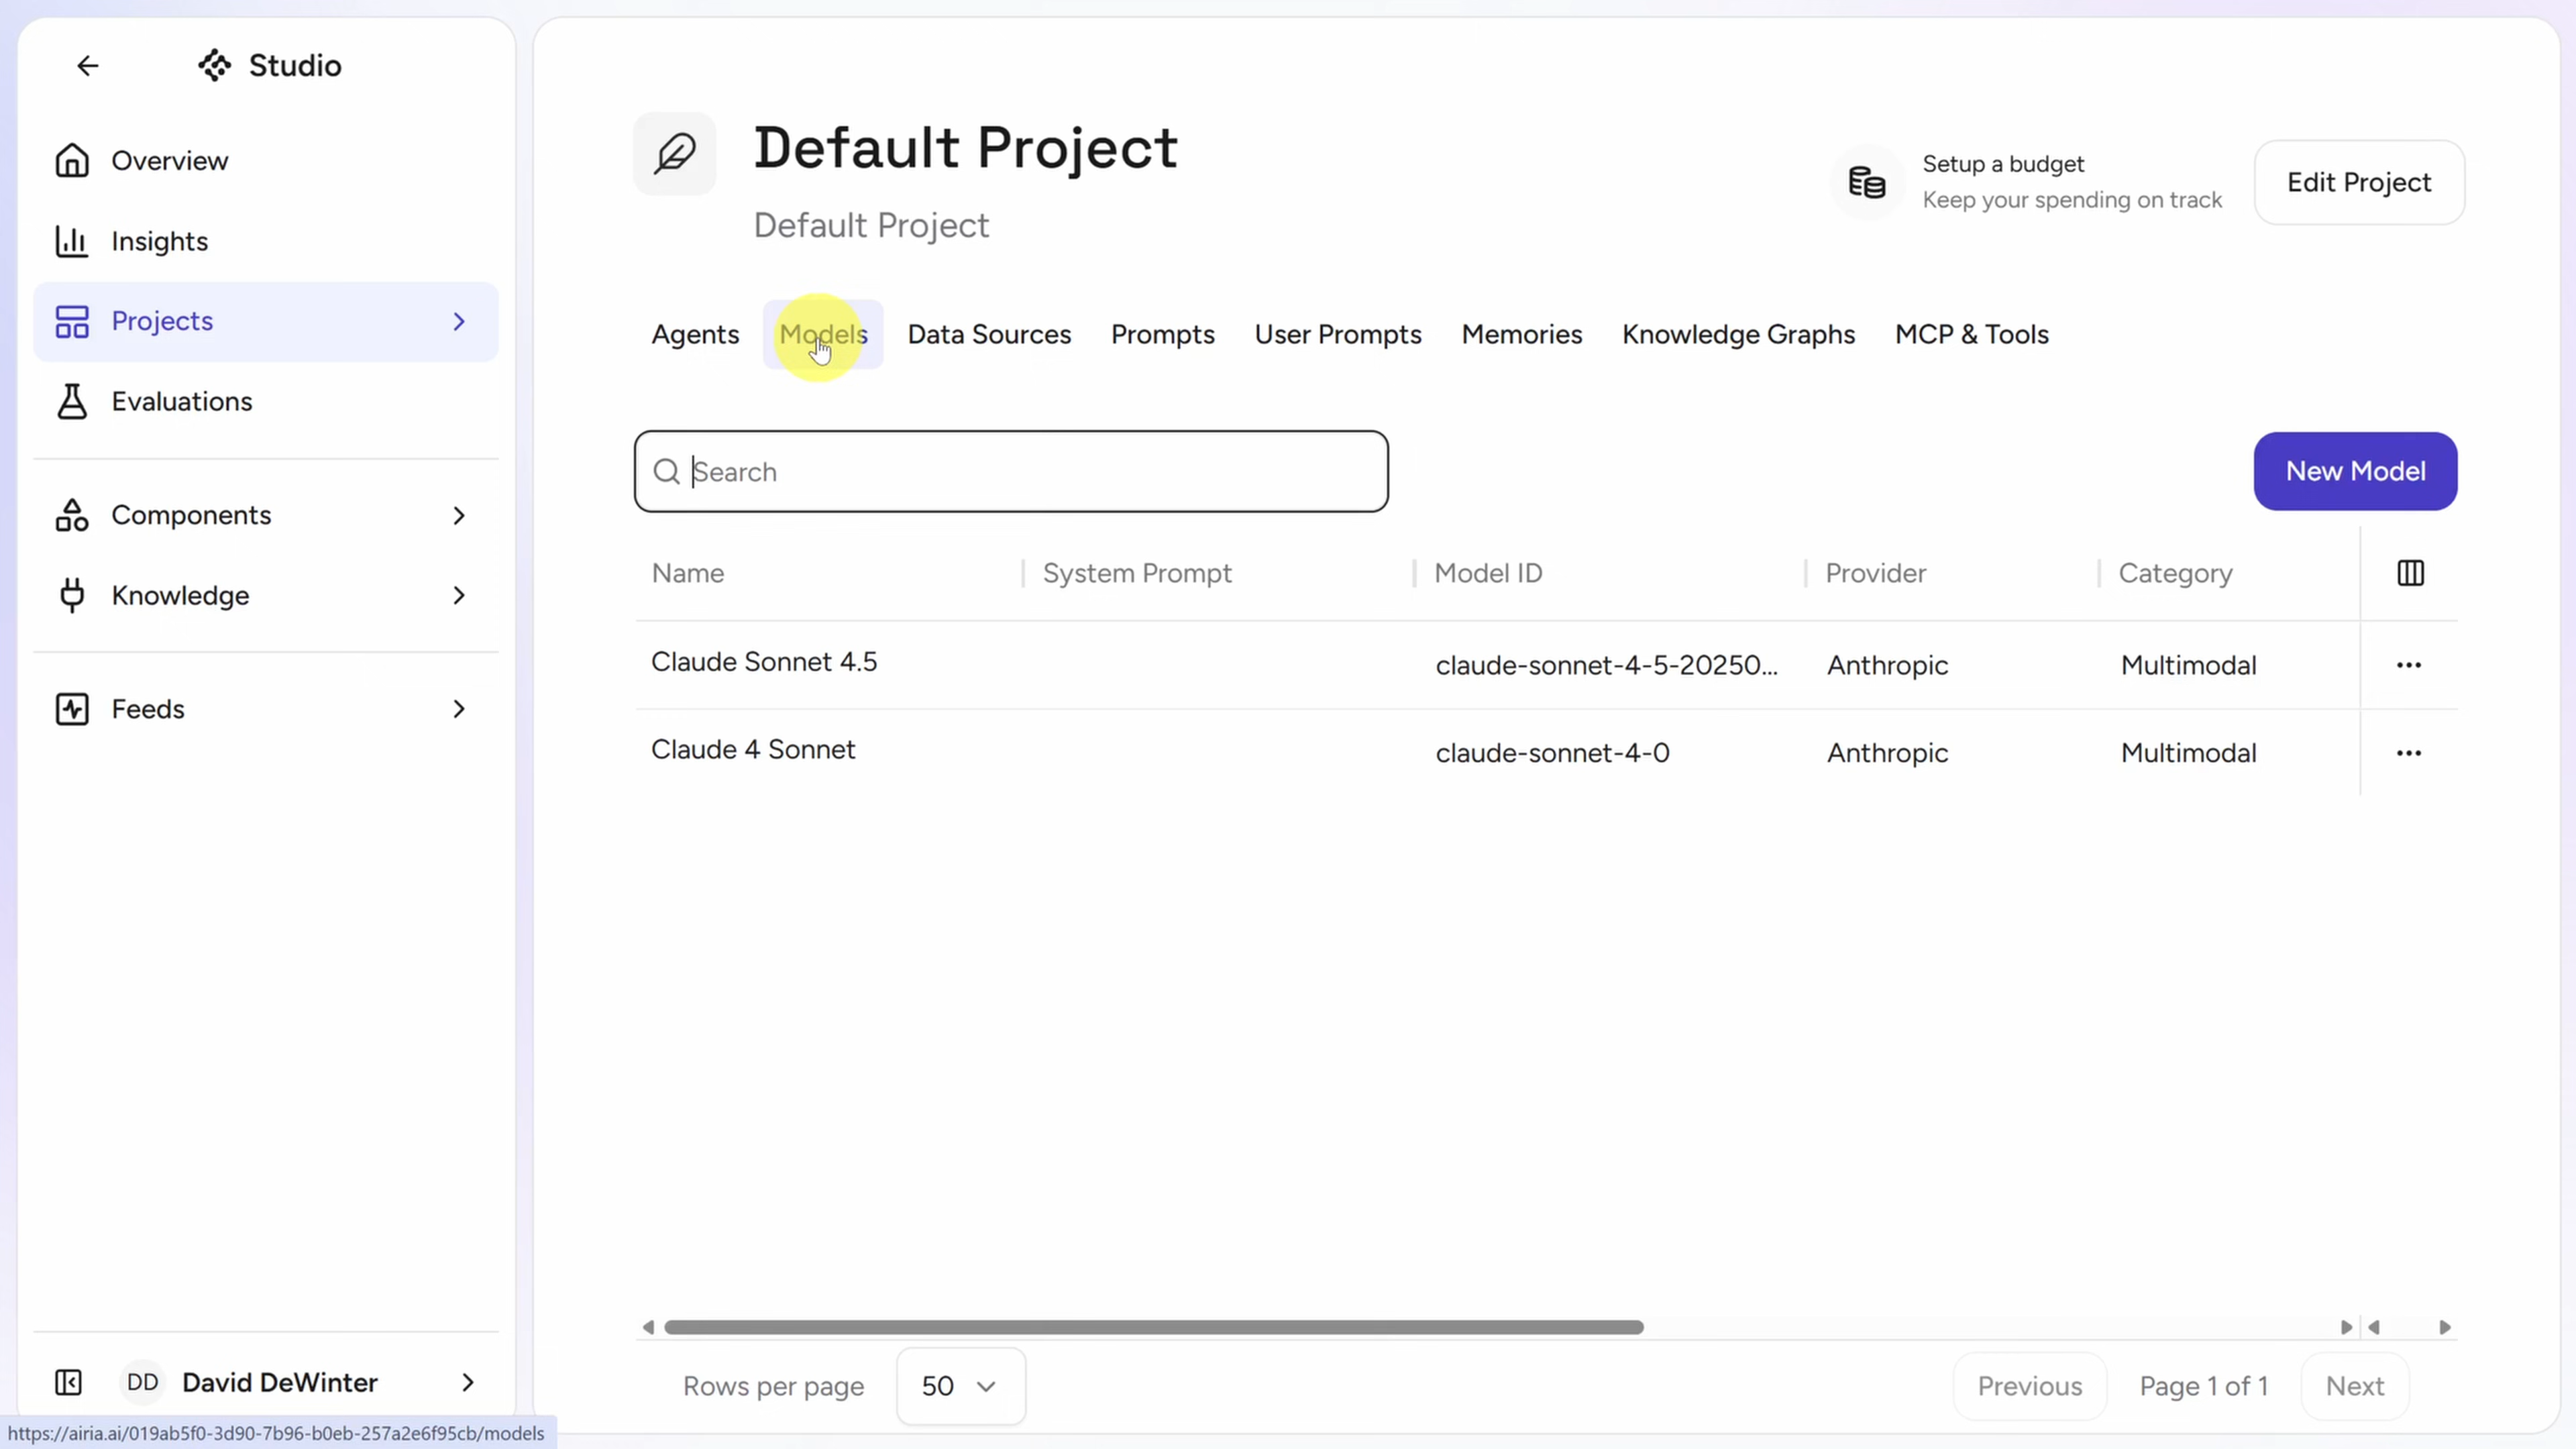 Studio
Overview
Insights
Projects
Evaluations
Components
Knowledge
Feeds
DD David DeWinter
https://airia.ai/019ab5f0-3d90-7b96-b0eb-257a2e6f95cb/models
Default Project
Default Project
Setup a budget
Keep your spending on track
Edit Project
Agents Models Data Sources Prompts User Prompts Memories Knowledge Graphs MCP & Tools
Search
New Model
Name System Prompt Model ID Provider Category
Claude Sonnet 4.5 claude-sonnet-4-5-20250... Anthropic Multimodal
Claude 4 Sonnet claude-sonnet-4-0 Anthropic Multimodal
Rows per page 50 Previous Page 1 of 1 Next